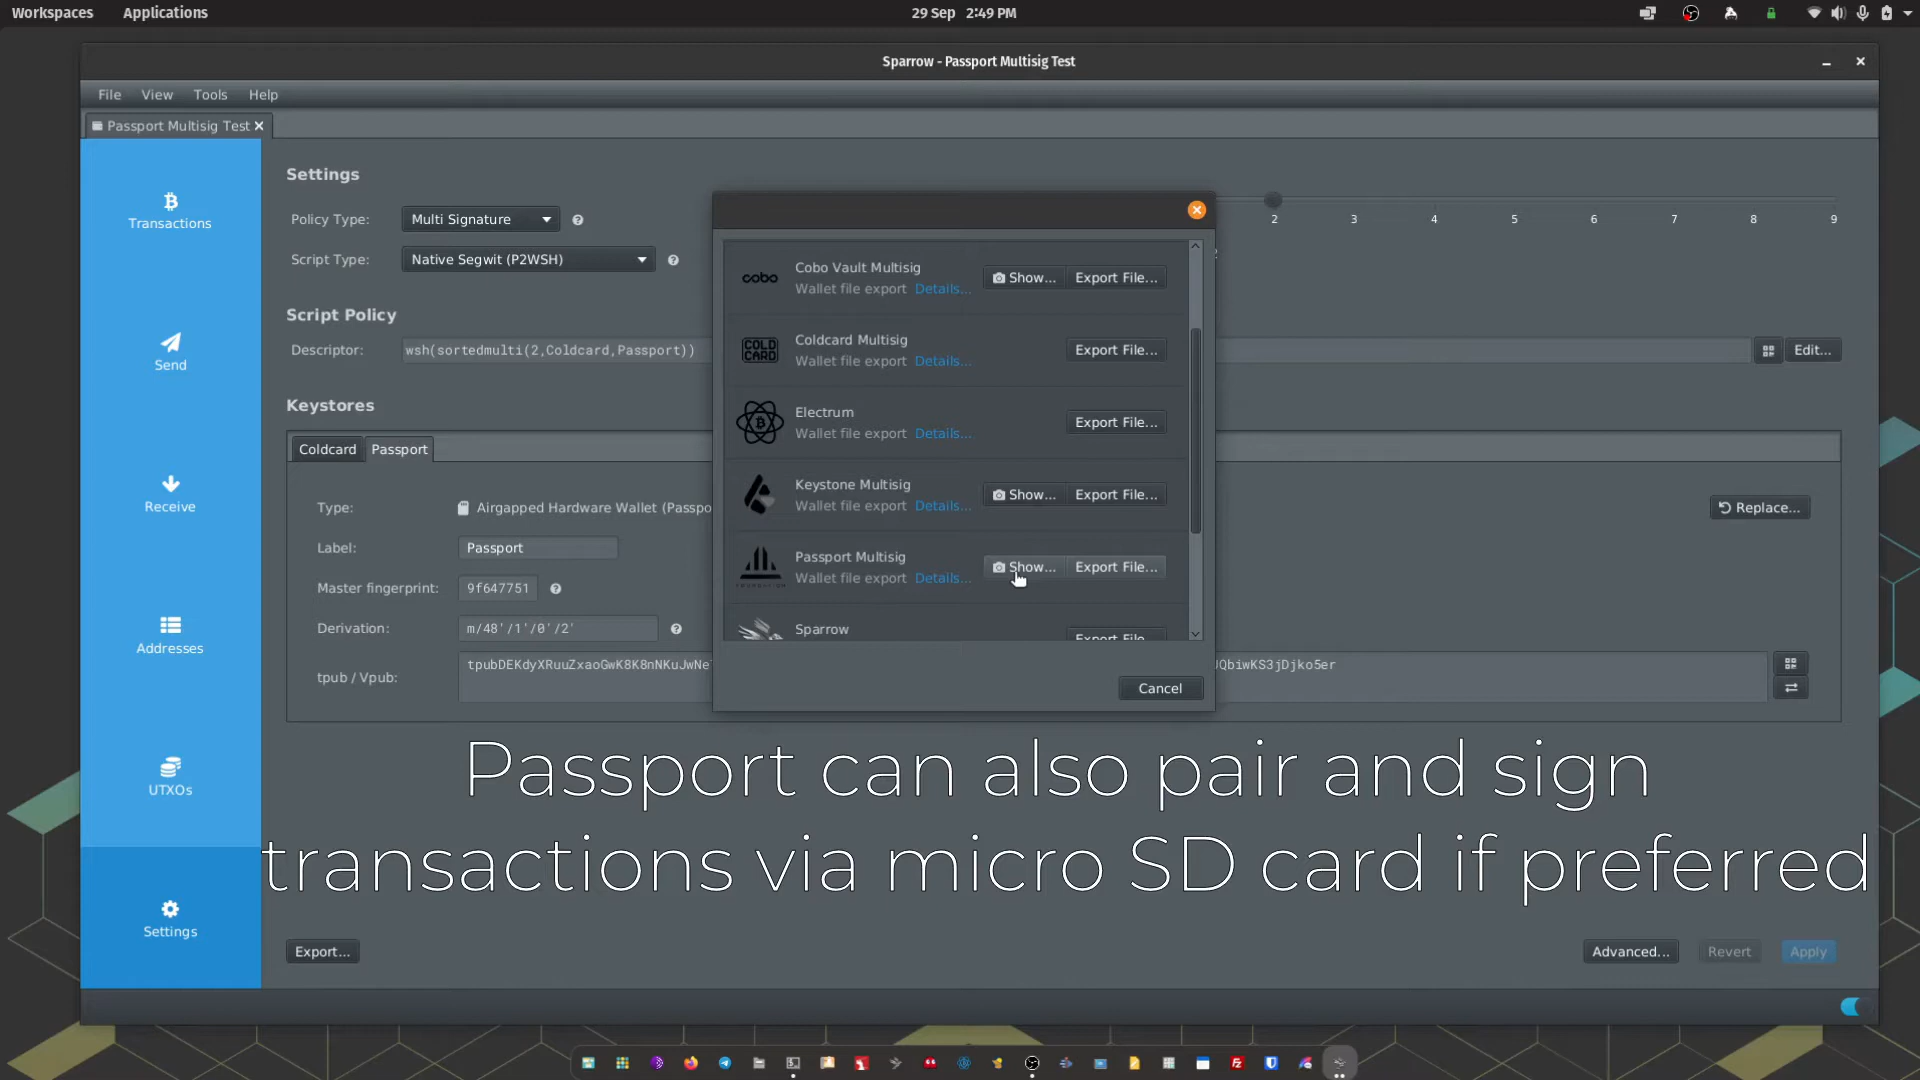 Workspaces Applications 29 Sep 2:49 PM
Sparrow - Passport Multisig Test
File View Tools Help
Passport Multisig Test
Transactions
Send
Receive
Addresses
UTXOs
Settings
Settings
Policy Type: Multi Signature
2 3 4 5 6 7 8 9
Script Type: Native Segwit (P2WSH)
Script Policy
Descriptor: wsh(sortedmulti(2,Coldcard,Passport)) Edit...
Keystores
Coldcard Passport
Type: Airgapped Hardware Wallet (Passpo Replace...
Label: Passport
Master fingerprint: 9f647751
Derivation: m/48'/1'/0'/2'
tpub / Vpub: tpubDEKdyXRuuZxaoGwK8K8nNKuJwNe QbiwKS3jDjko5er
Cobo Vault Multisig
Wallet file export Details...
cobo Show... Export File...
Coldcard Multisig
Wallet file export Details...
COLD CARD Export File...
Electrum
Wallet file export Details...
Export File...
Keystone Multisig
Wallet file export Details...
Show... Export File...
Passport Multisig
Wallet file export Details...
Show... Export File...
Sparrow
Export File...
Cancel
Passport can also pair and sign
transactions via micro SD card if preferred
Export... Advanced... Revert Apply